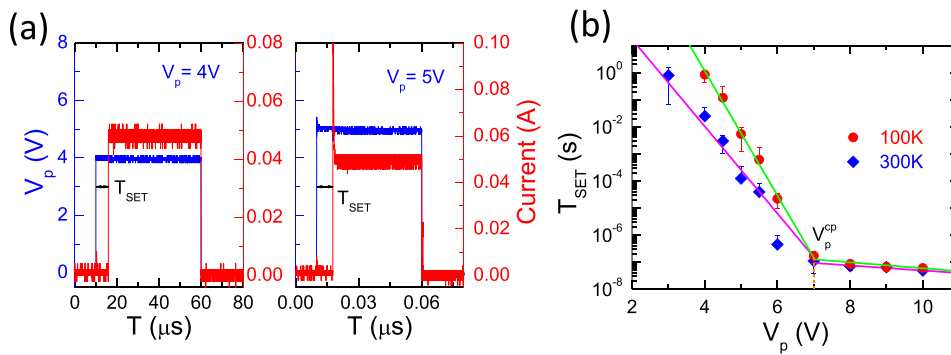 (a)
V_p = 4V
V_p = 5V
T_SET
T_SET
V_p (V)
8
6
4
2
0
0 20 40 60 80
T (μs)
0.08
0.06
0.04
0.02
0.00
0.00 0.03 0.06
T (μs)
0.10
0.08
0.06
0.04
0.02
0.00
Current (A)
(b)
T_SET (s)
10^0
10^-2
10^-4
10^-6
10^-8
100K
300K
V_p^cp
2 4 6 8 10
V_p (V)